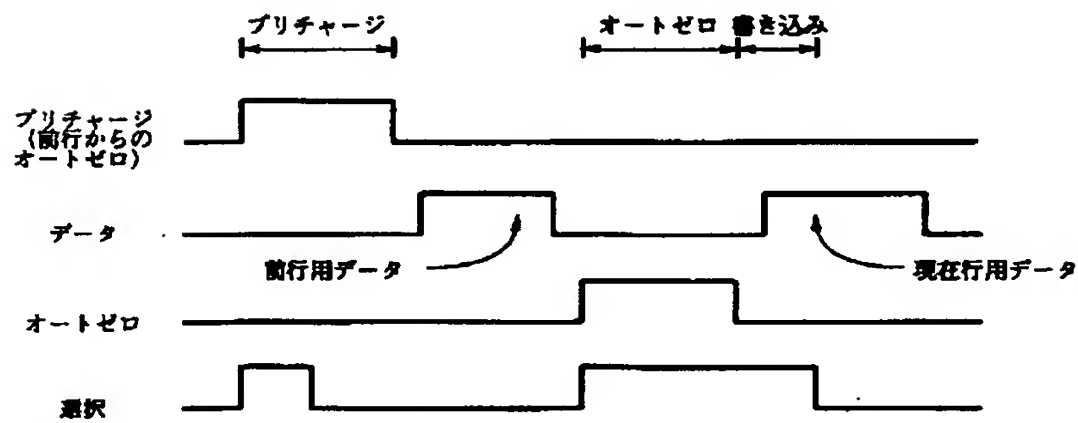 プリチャージ
オートゼロ 書き込み
プリチャージ
(前行からの
オートゼロ)
データ
前行用データ
現在行用データ
オートゼロ
選択